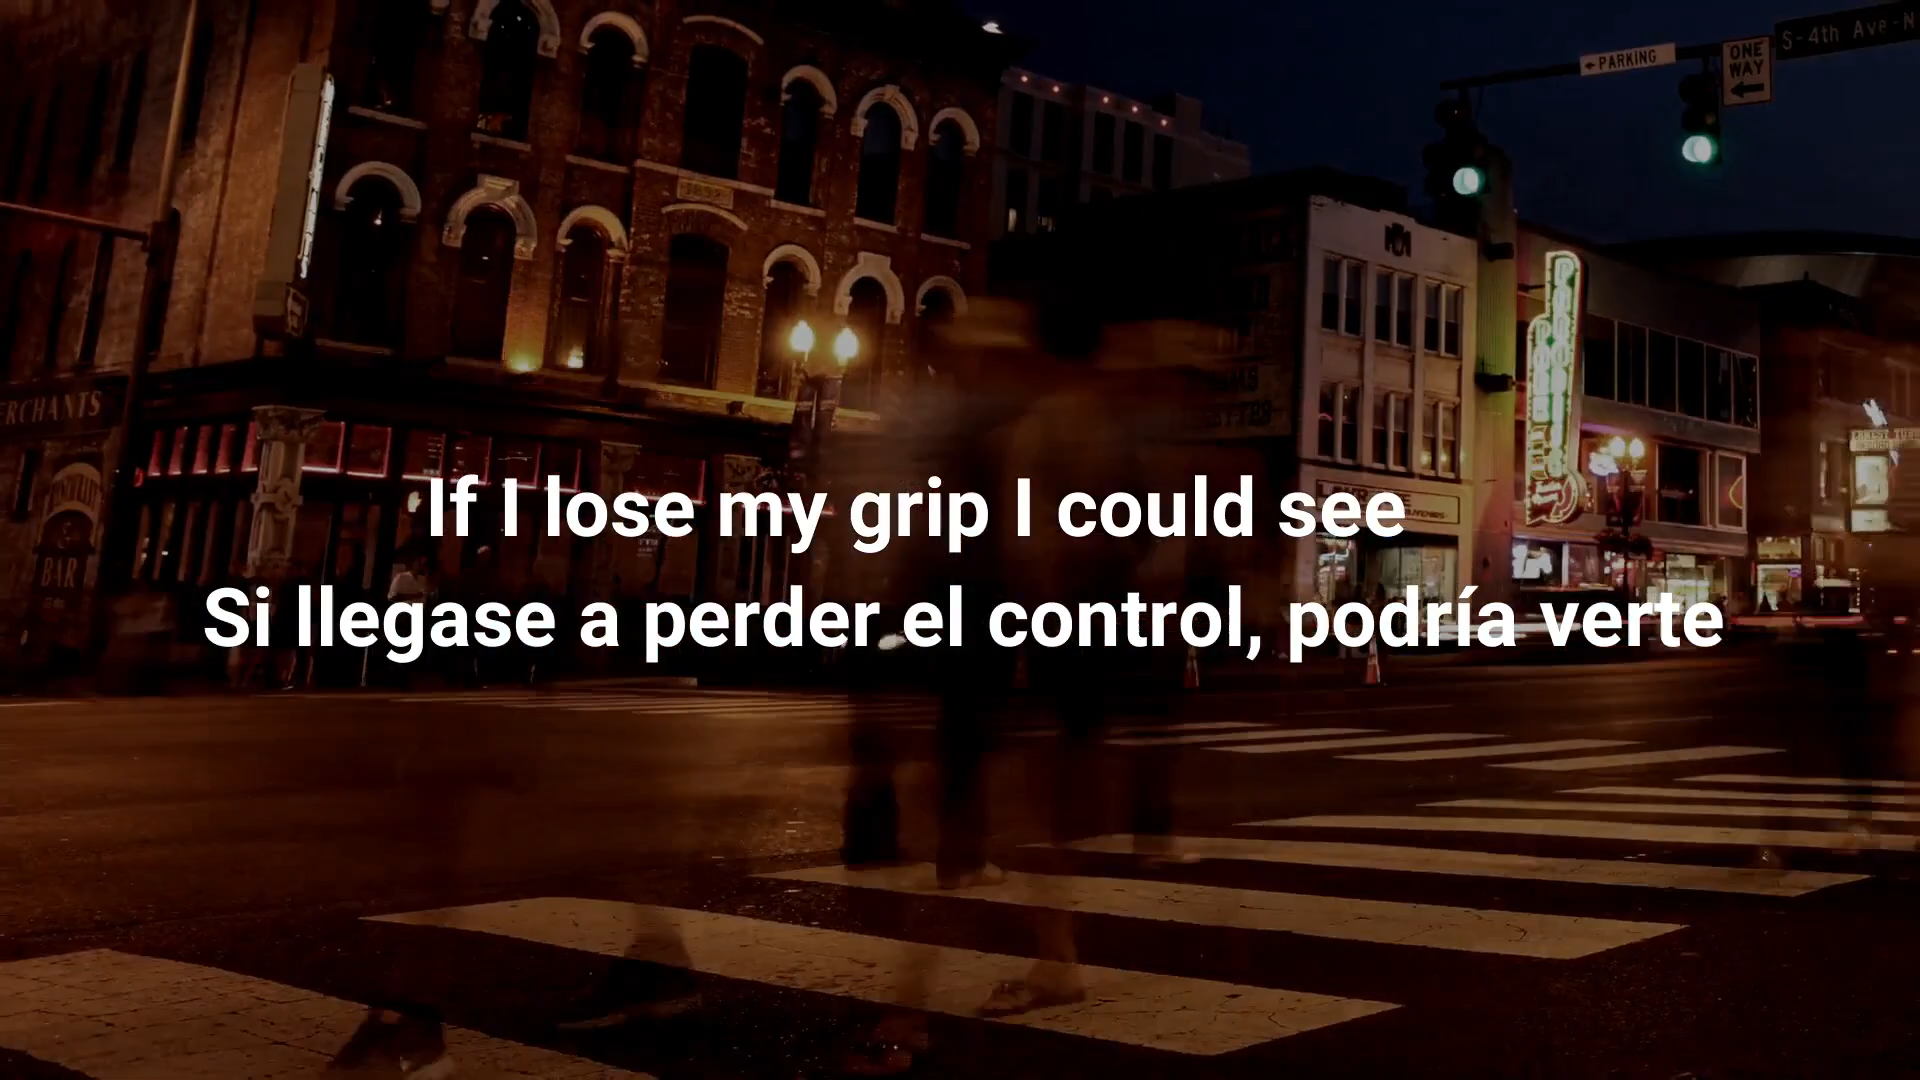 S-4th Ave-N
PARKING
ONE
WAY
1892
ERCHANTS
BAR
If I lose my grip I could see
Si llegase a perder el control, podría verte